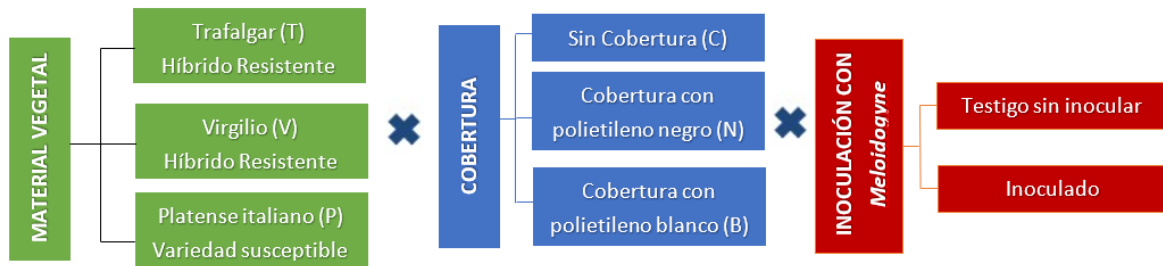 MATERIAL VEGETAL
Trafalgar (T)
Híbrido Resistente
Virgilio (V)
Híbrido Resistente
Platense italiano (P)
Variedad susceptible
COBERTURA
Sin Cobertura (C)
Cobertura con
polietileno negro (N)
Cobertura con
polietileno blanco (B)
INOCULACIÓN CON
Meloidogyne
Testigo sin inocular
Inoculado